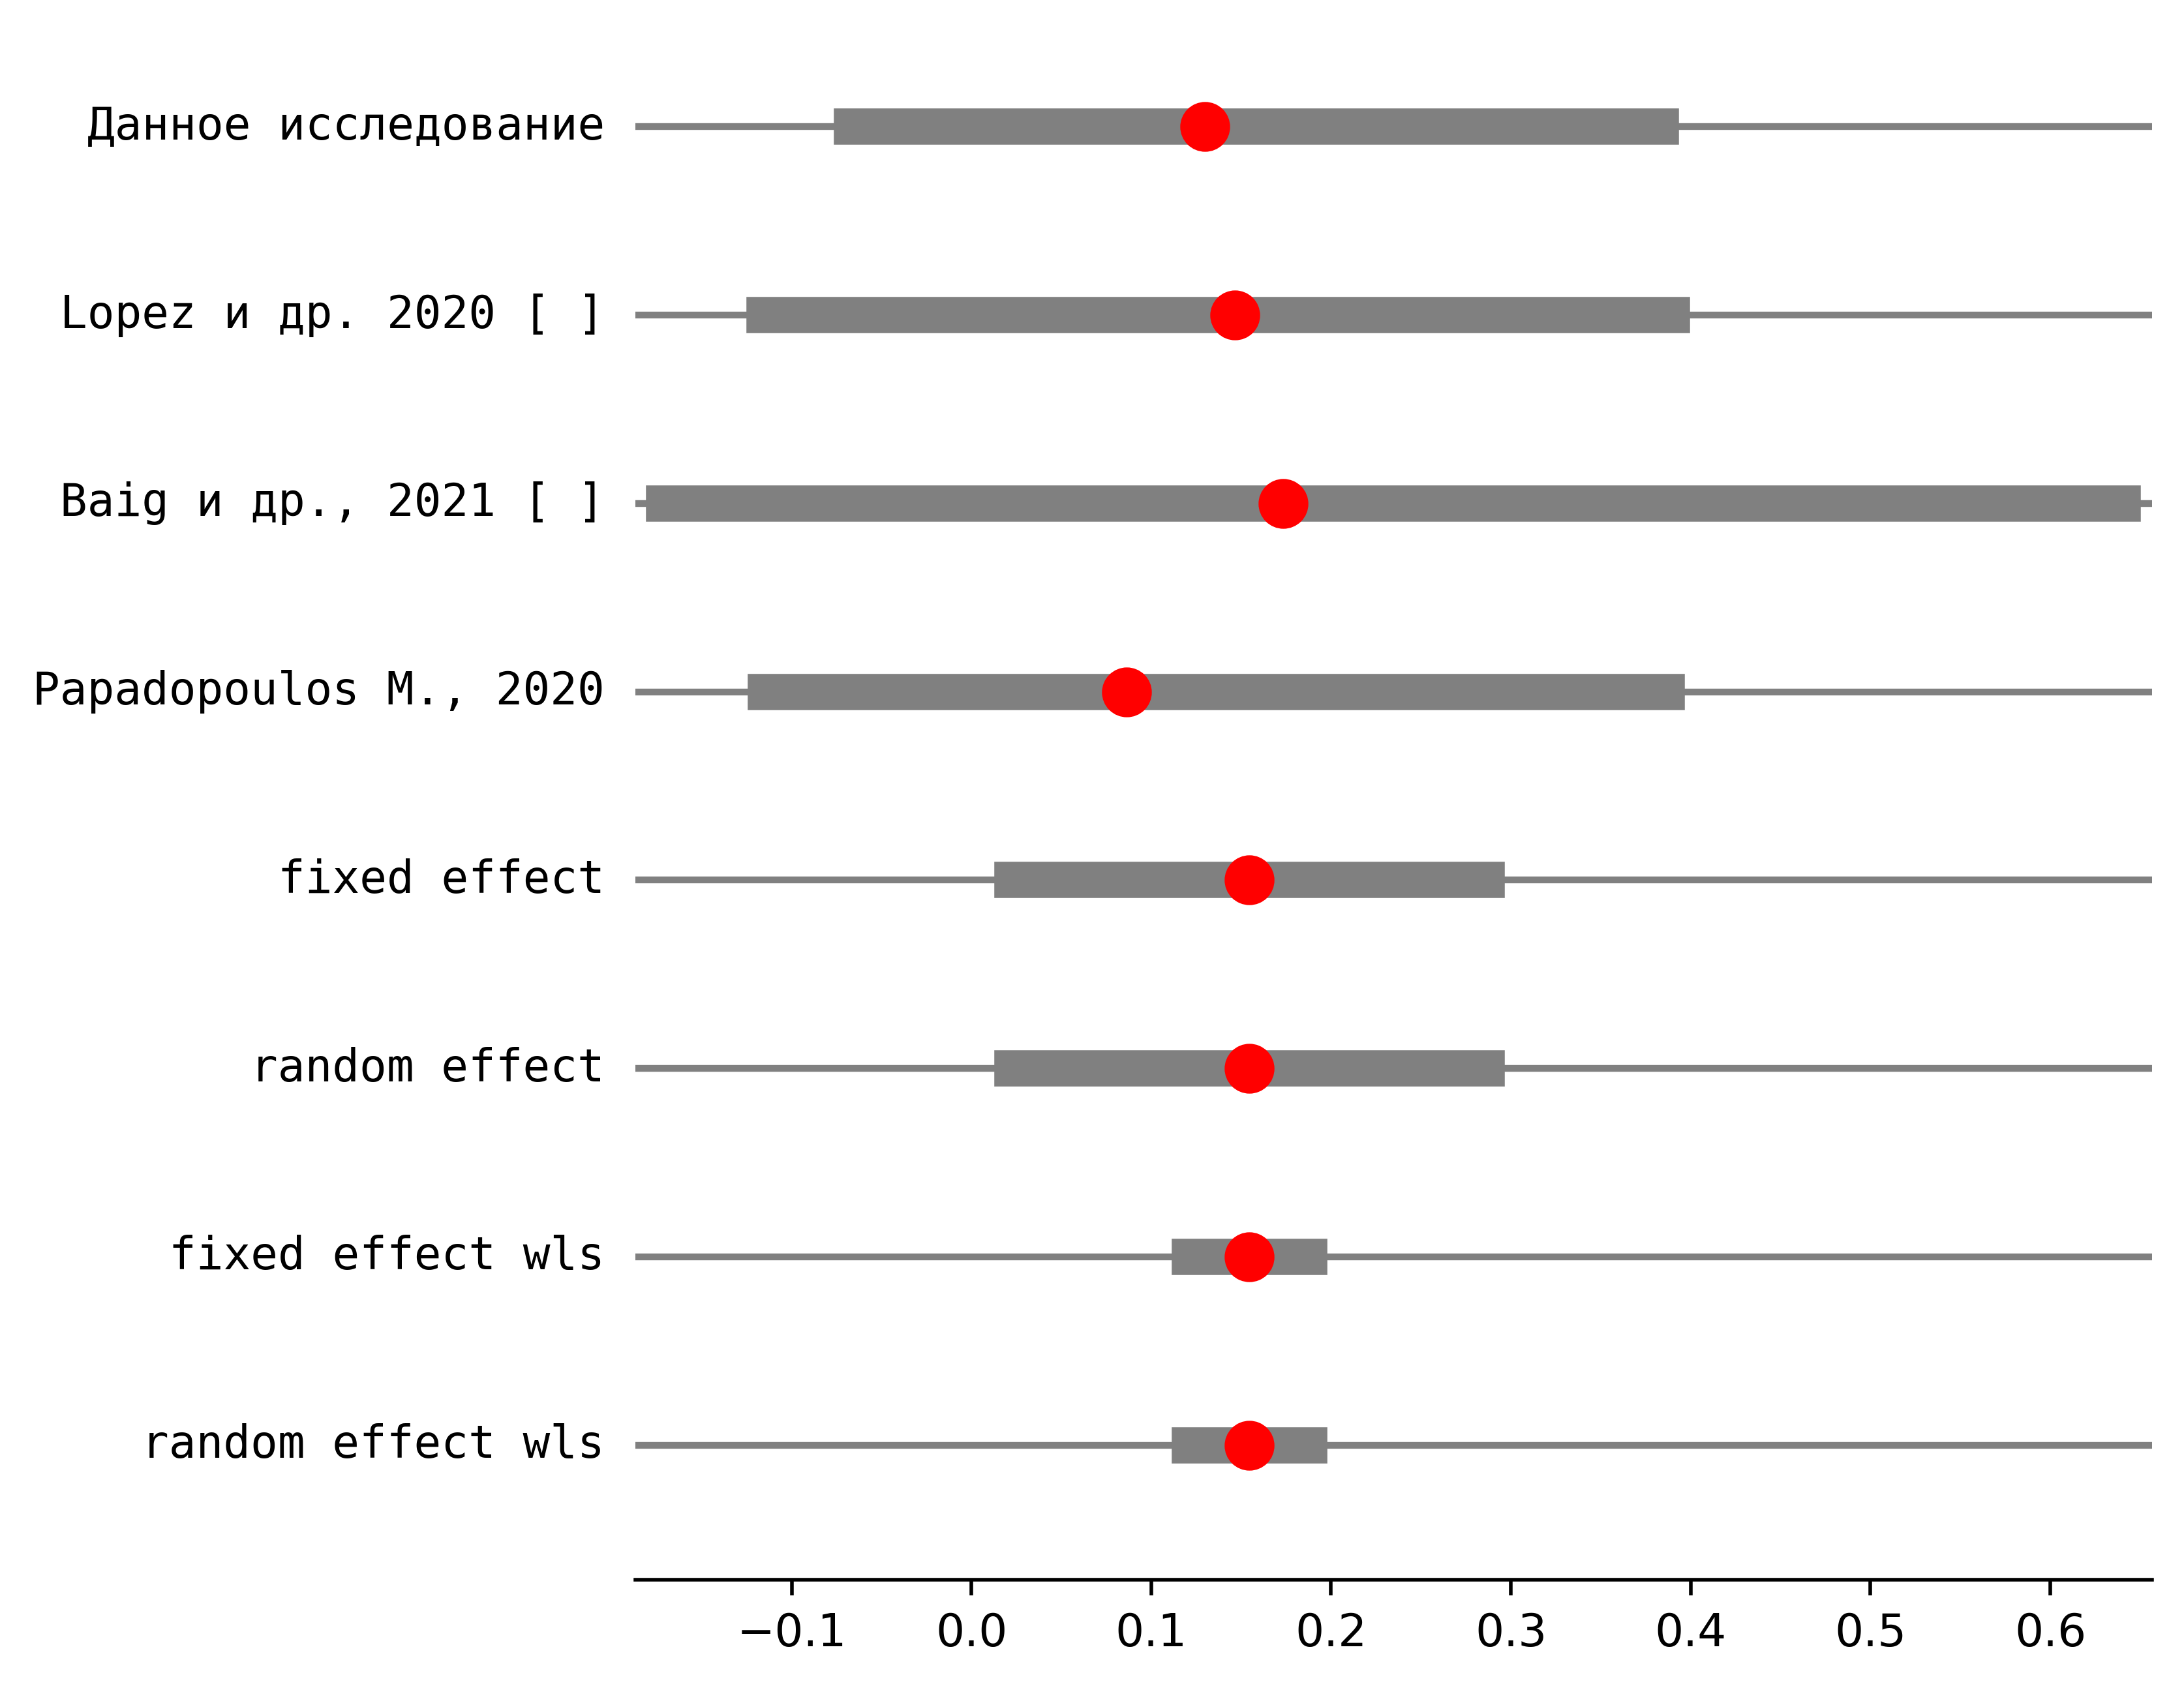 Данное исследование
Lopez и др. 2020 [ ]
Baig и др., 2021 [ ]
Papadopoulos M., 2020
fixed effect
random effect
fixed effect wls
random effect wls
−0.1 0.0 0.1 0.2 0.3 0.4 0.5 0.6